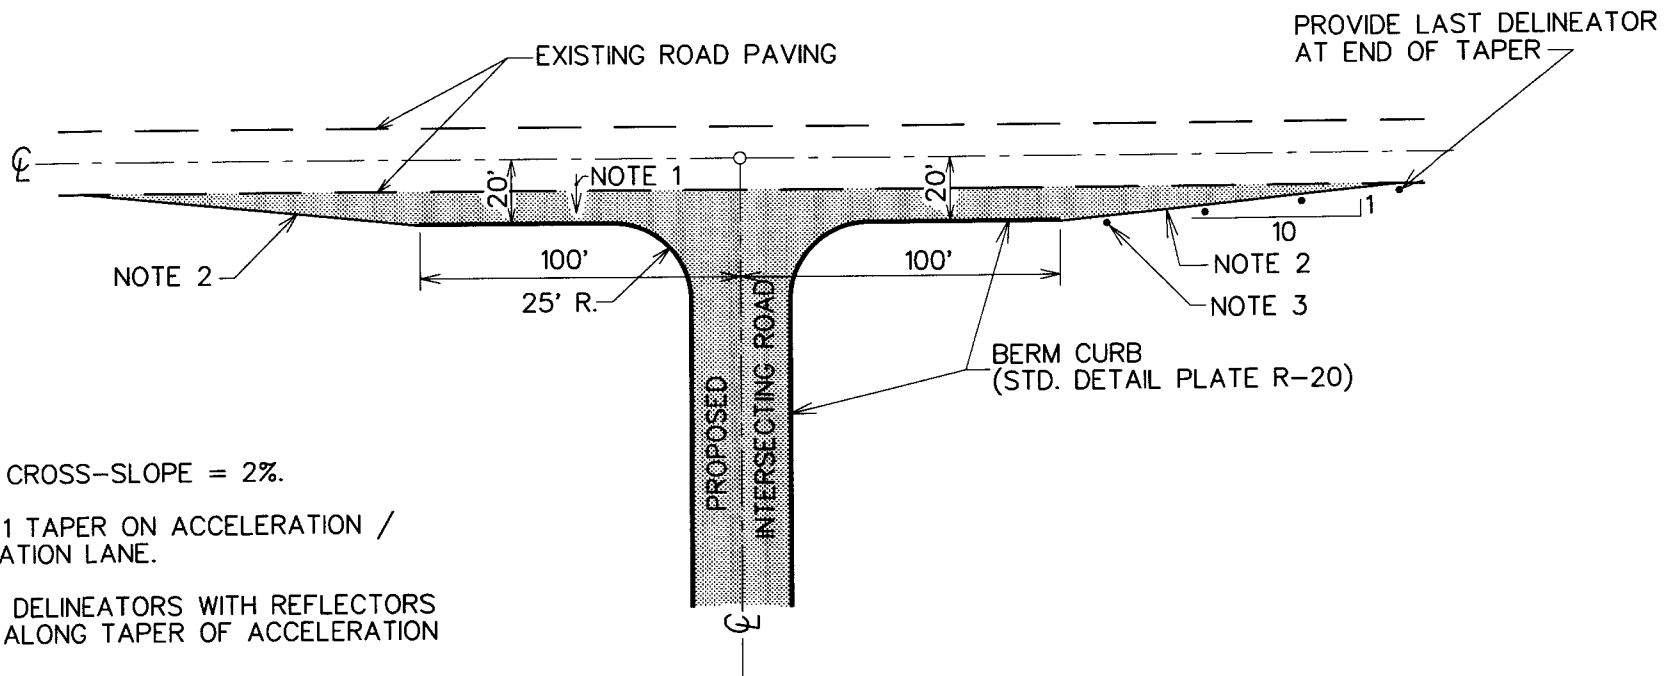 PROVIDE LAST DELINEATOR
AT END OF TAPER
EXISTING ROAD PAVING
℄
20'
NOTE 1
20'
1
10
NOTE 2
100'
100'
NOTE 2
25' R.
NOTE 3
BERM CURB
(STD. DETAIL PLATE R-20)
PROPOSED
INTERSECTING ROAD
℄
CROSS-SLOPE = 2%.
1 TAPER ON ACCELERATION /
ATION LANE.
DELINEATORS WITH REFLECTORS
ALONG TAPER OF ACCELERATION